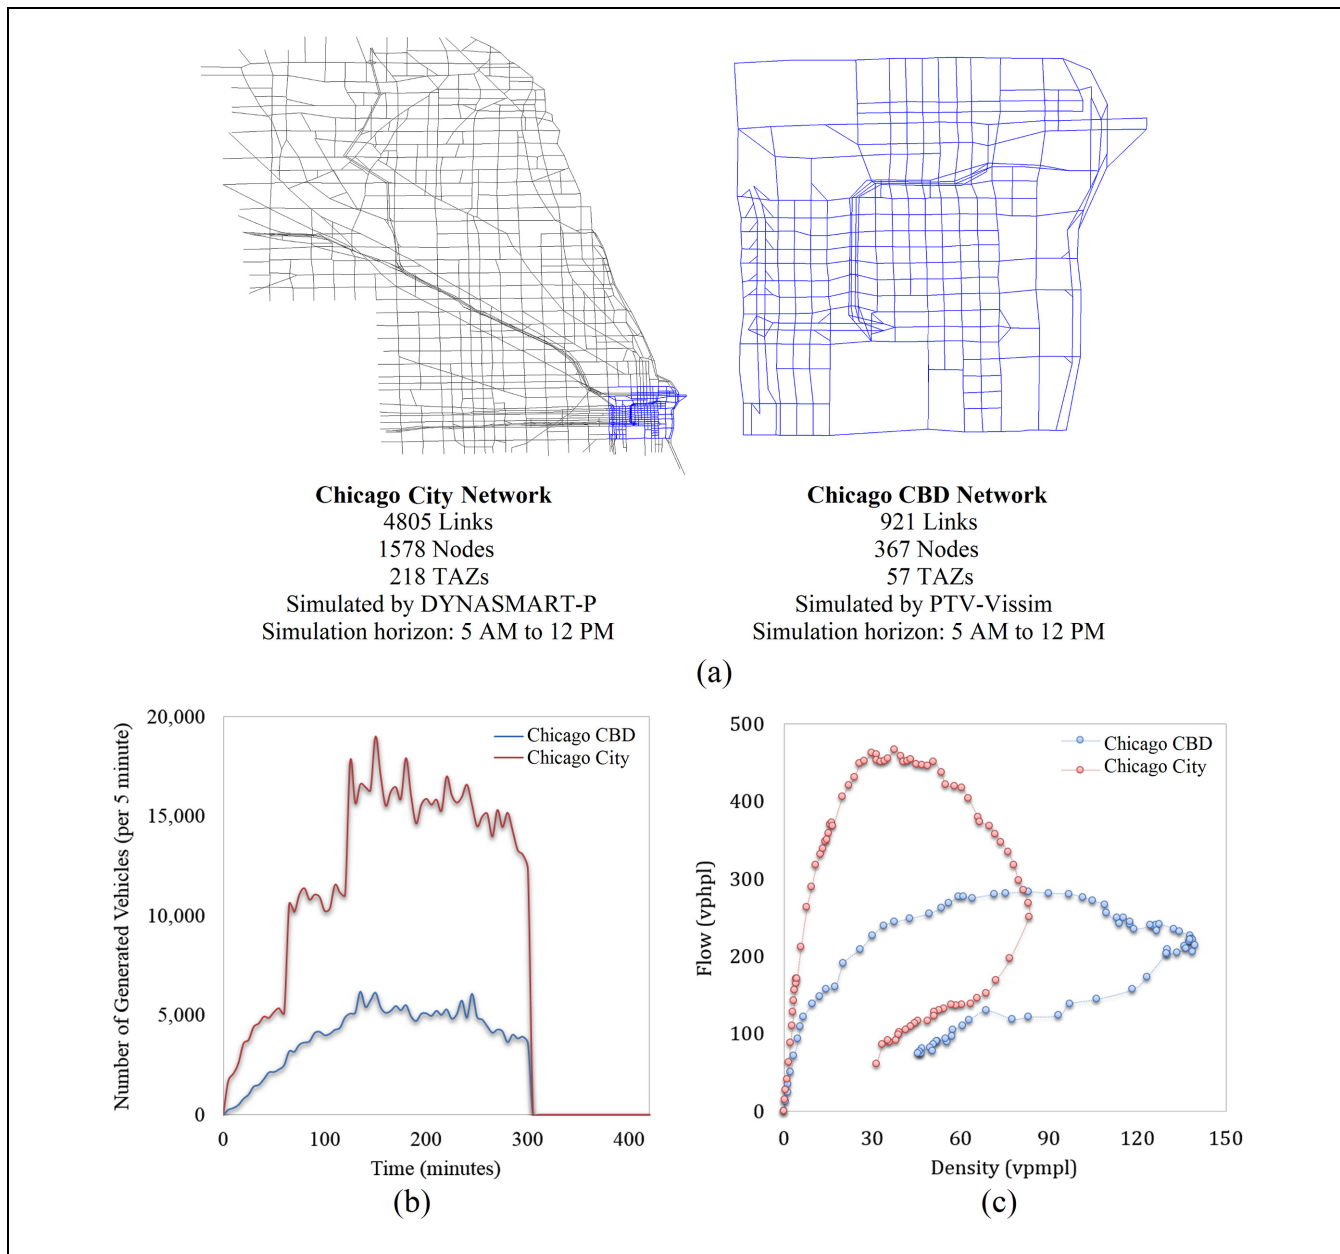 Chicago City Network
4805 Links
1578 Nodes
218 TAZs
Simulated by DYNASMART-P
Simulation horizon: 5 AM to 12 PM
Chicago CBD Network
921 Links
367 Nodes
57 TAZs
Simulated by PTV-Vissim
Simulation horizon: 5 AM to 12 PM
(a)
Number of Generated Vehicles (per 5 minute)
20,000
15,000
10,000
5,000
0
Chicago CBD
Chicago City
0 100 200 300 400
Time (minutes)
(b)
Flow (vphpl)
500
400
300
200
100
0
Chicago CBD
Chicago City
0 30 60 90 120 150
Density (vpmpl)
(c)